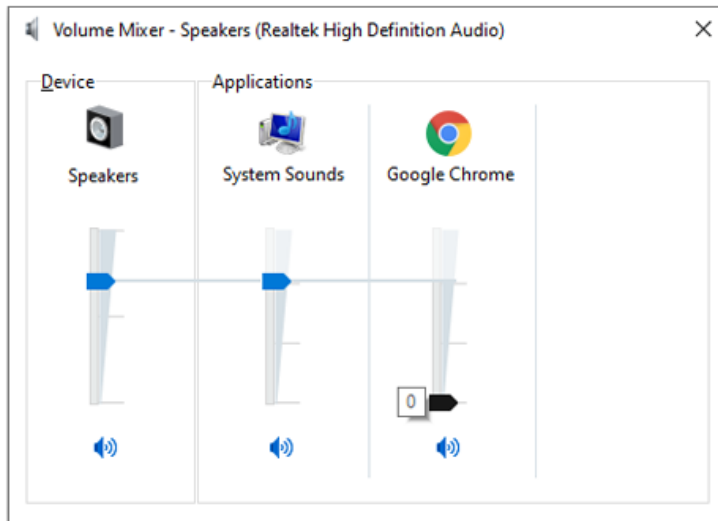 Volume Mixer - Speakers (Realtek High Definition Audio)
Device
Applications
Speakers
System Sounds
Google Chrome
0